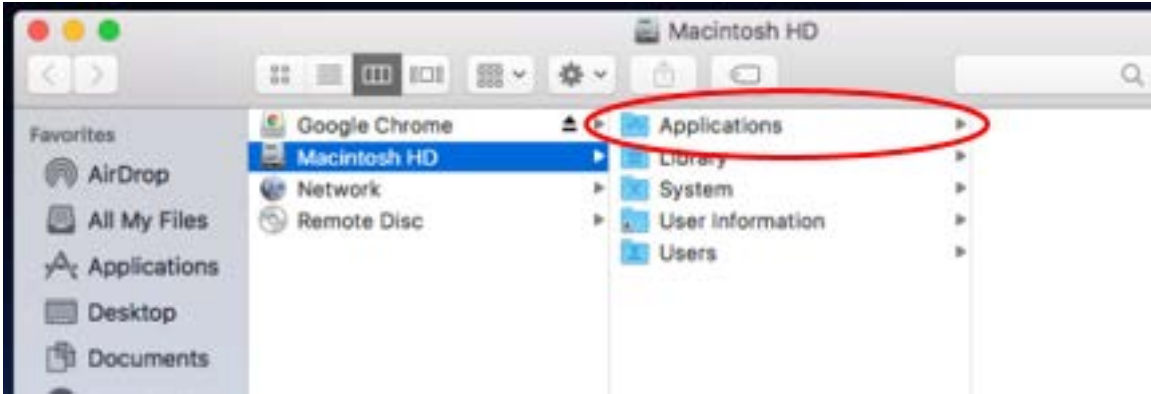 Macintosh HD
Favorites
AirDrop
All My Files
Applications
Desktop
Documents
Google Chrome
Macintosh HD
Network
Remote Disc
Applications
Library
System
User Information
Users